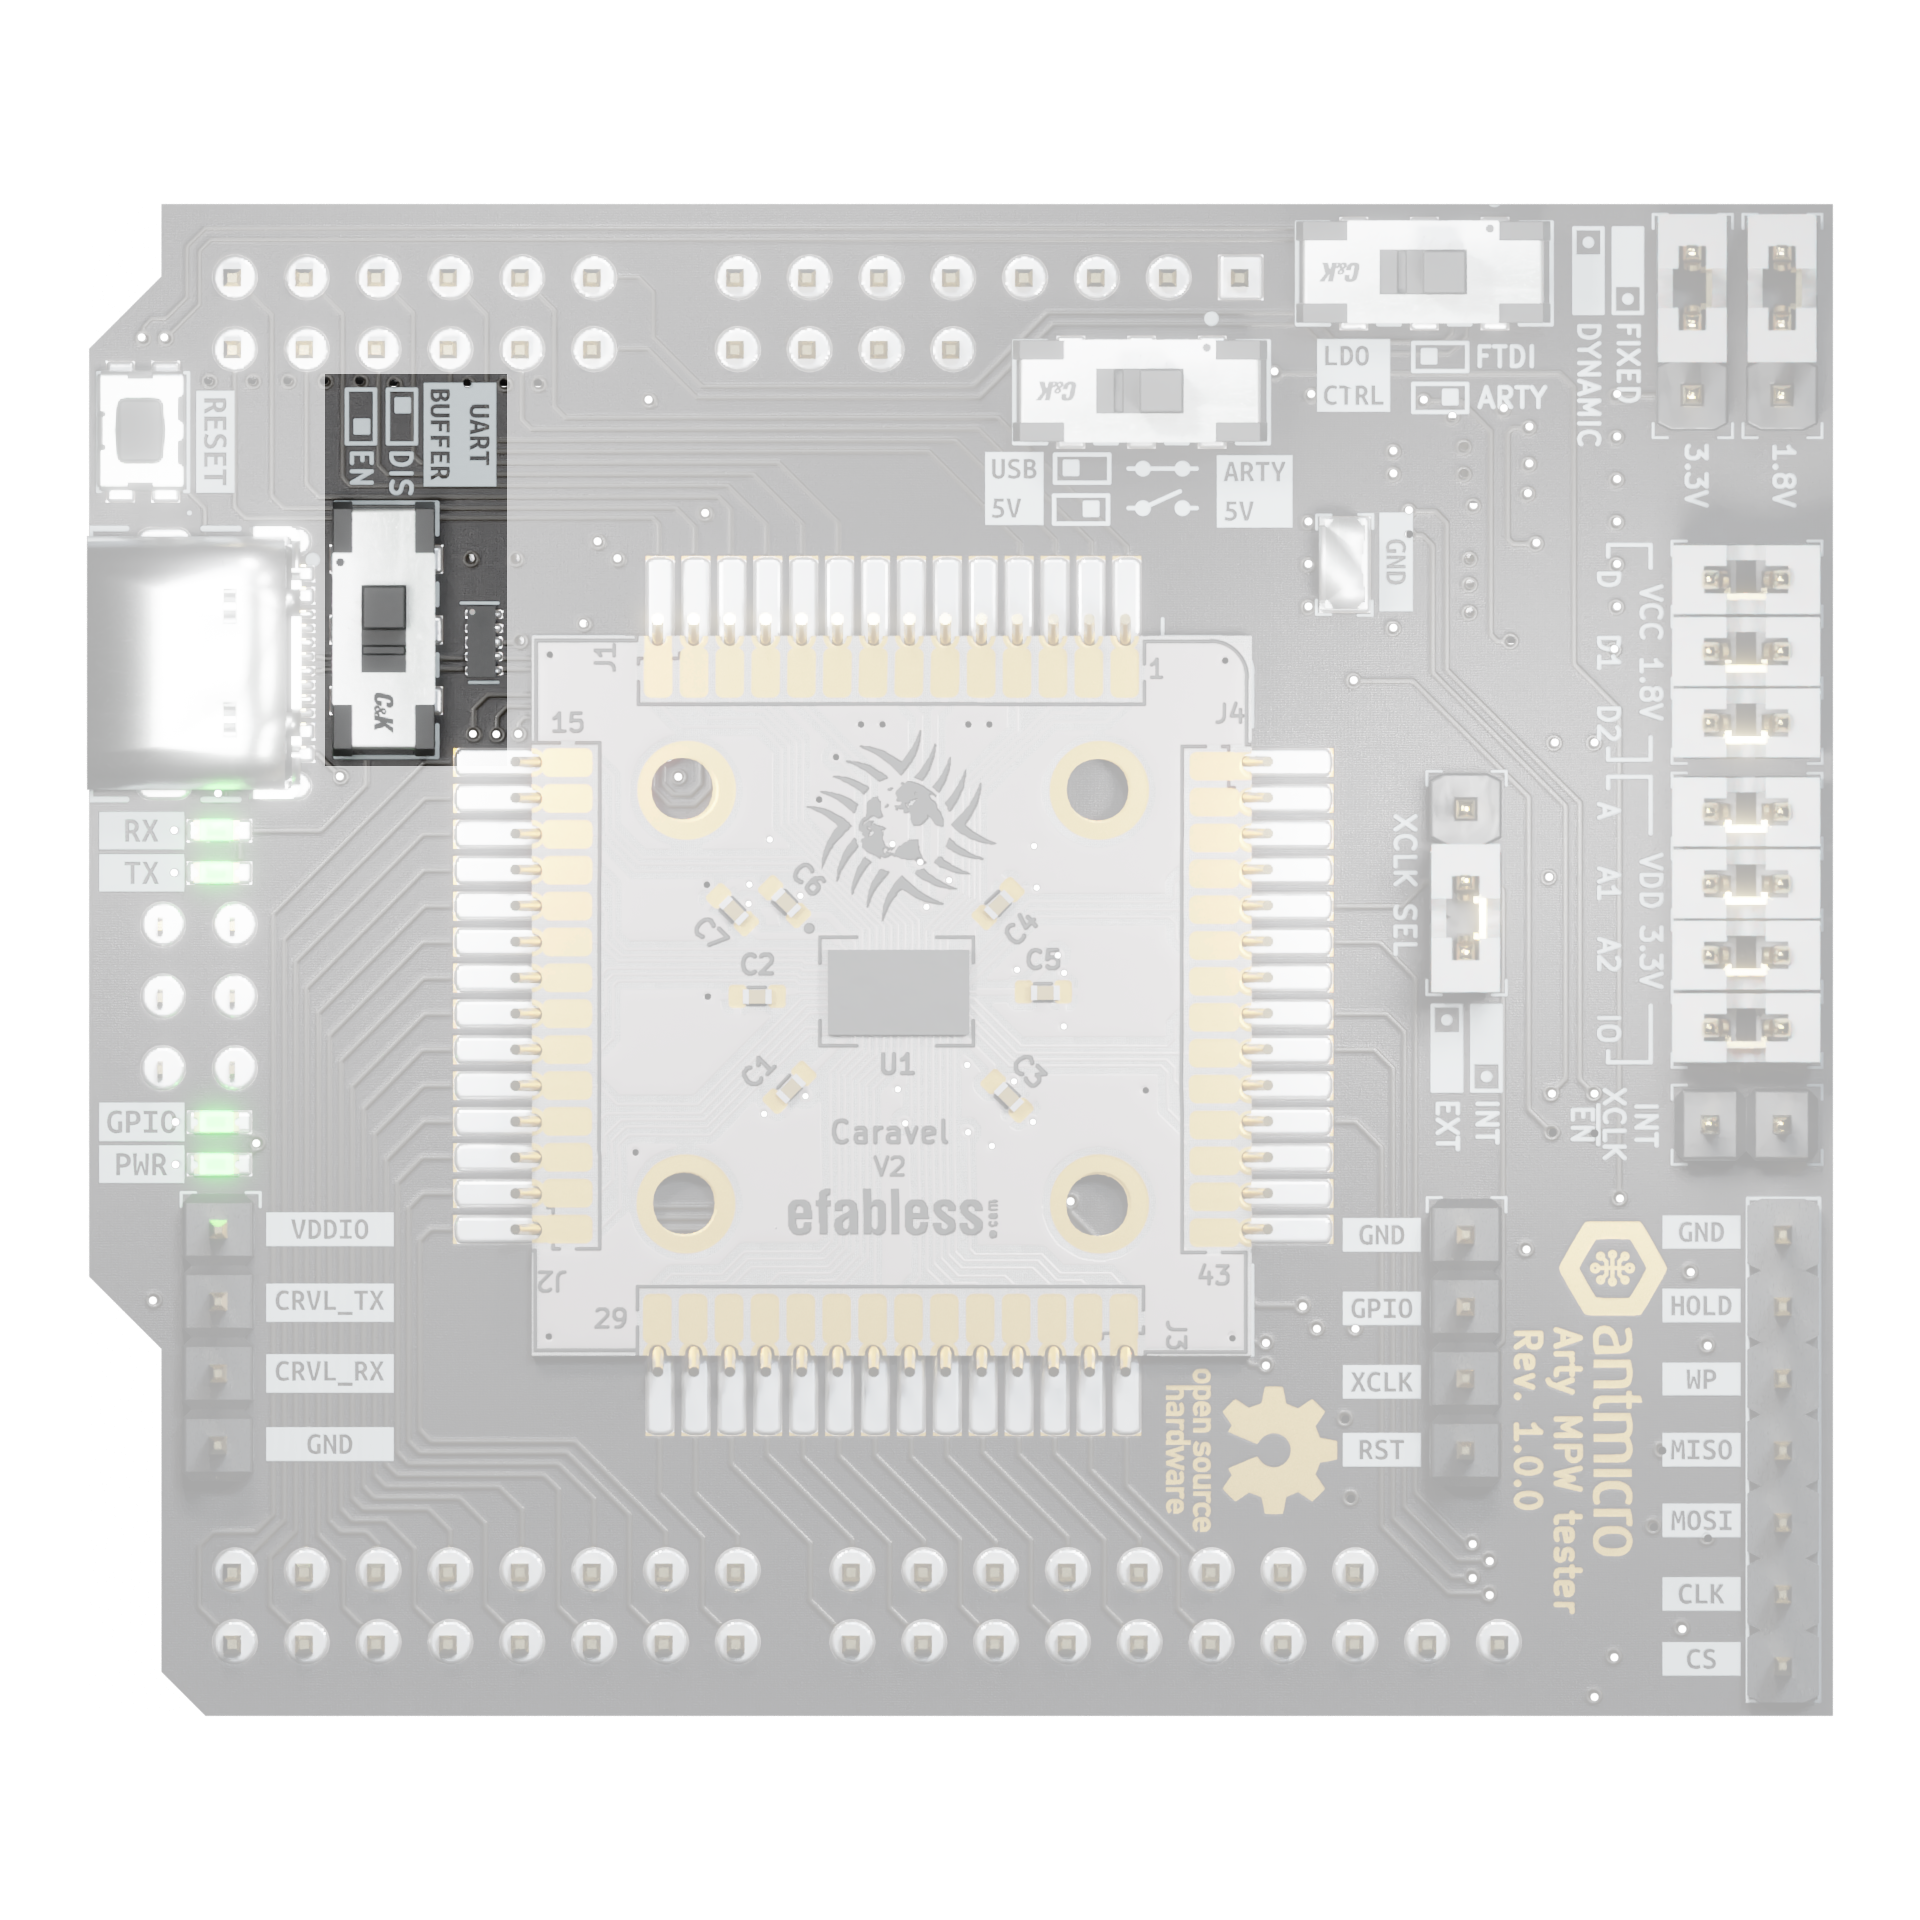 RESET
UART
BUFFER
DIS
EN
C&K
C&K
C&K
LDO
CTRL
FTDI
ARTY
FIXED
DYNAMIC
3.3V
1.8V
USB
5V
ARTY
5V
GND
J1
1
15
J4
D
D1
D2
VCC 1.8V
A
A1
A2
IO
VDD 3.3V
RX
TX
XCLK SEL
C7
C6
C4
C2
C5
C1
C3
U1
Caravel
V2
efabless.com
EXT
INT
INT
XCLK
EN
GPIO
PWR
VDDIO
CRVL_TX
CRVL_RX
GND
J2
29
43
J3
GND
GPIO
XCLK
RST
open source
hardware
antmicro
Arty MPW tester
Rev. 1.0.0
GND
HOLD
WP
MISO
MOSI
CLK
CS